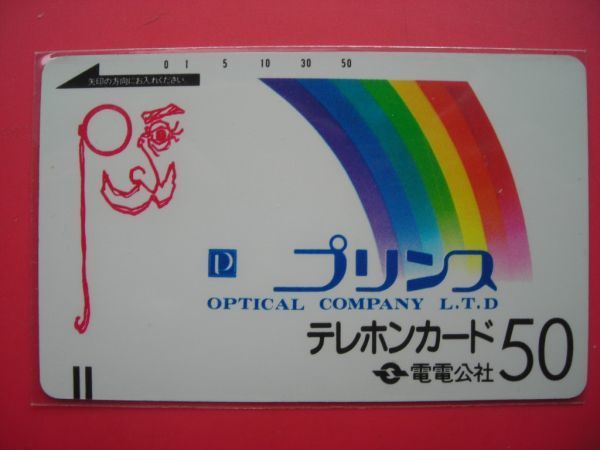 0 1 5 10 30 50
矢印の方向にお入れください
P プリンス
OPTICAL COMPANY L.T.D
テレホンカード 50
電電公社